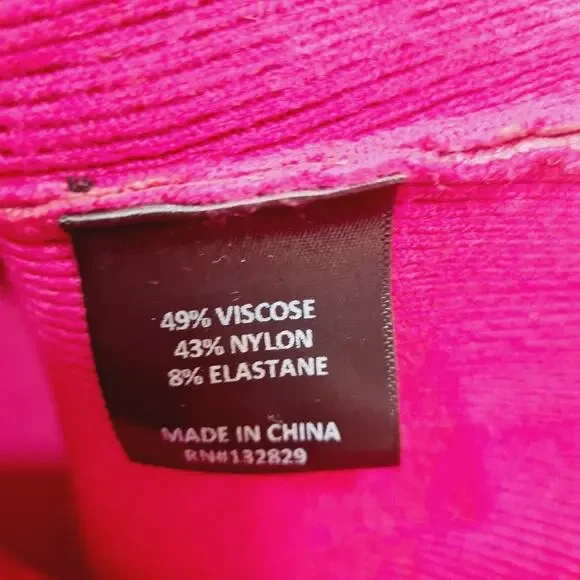 49% VISCOSE
43% NYLON
8% ELASTANE
MADE IN CHINA
RN#132829